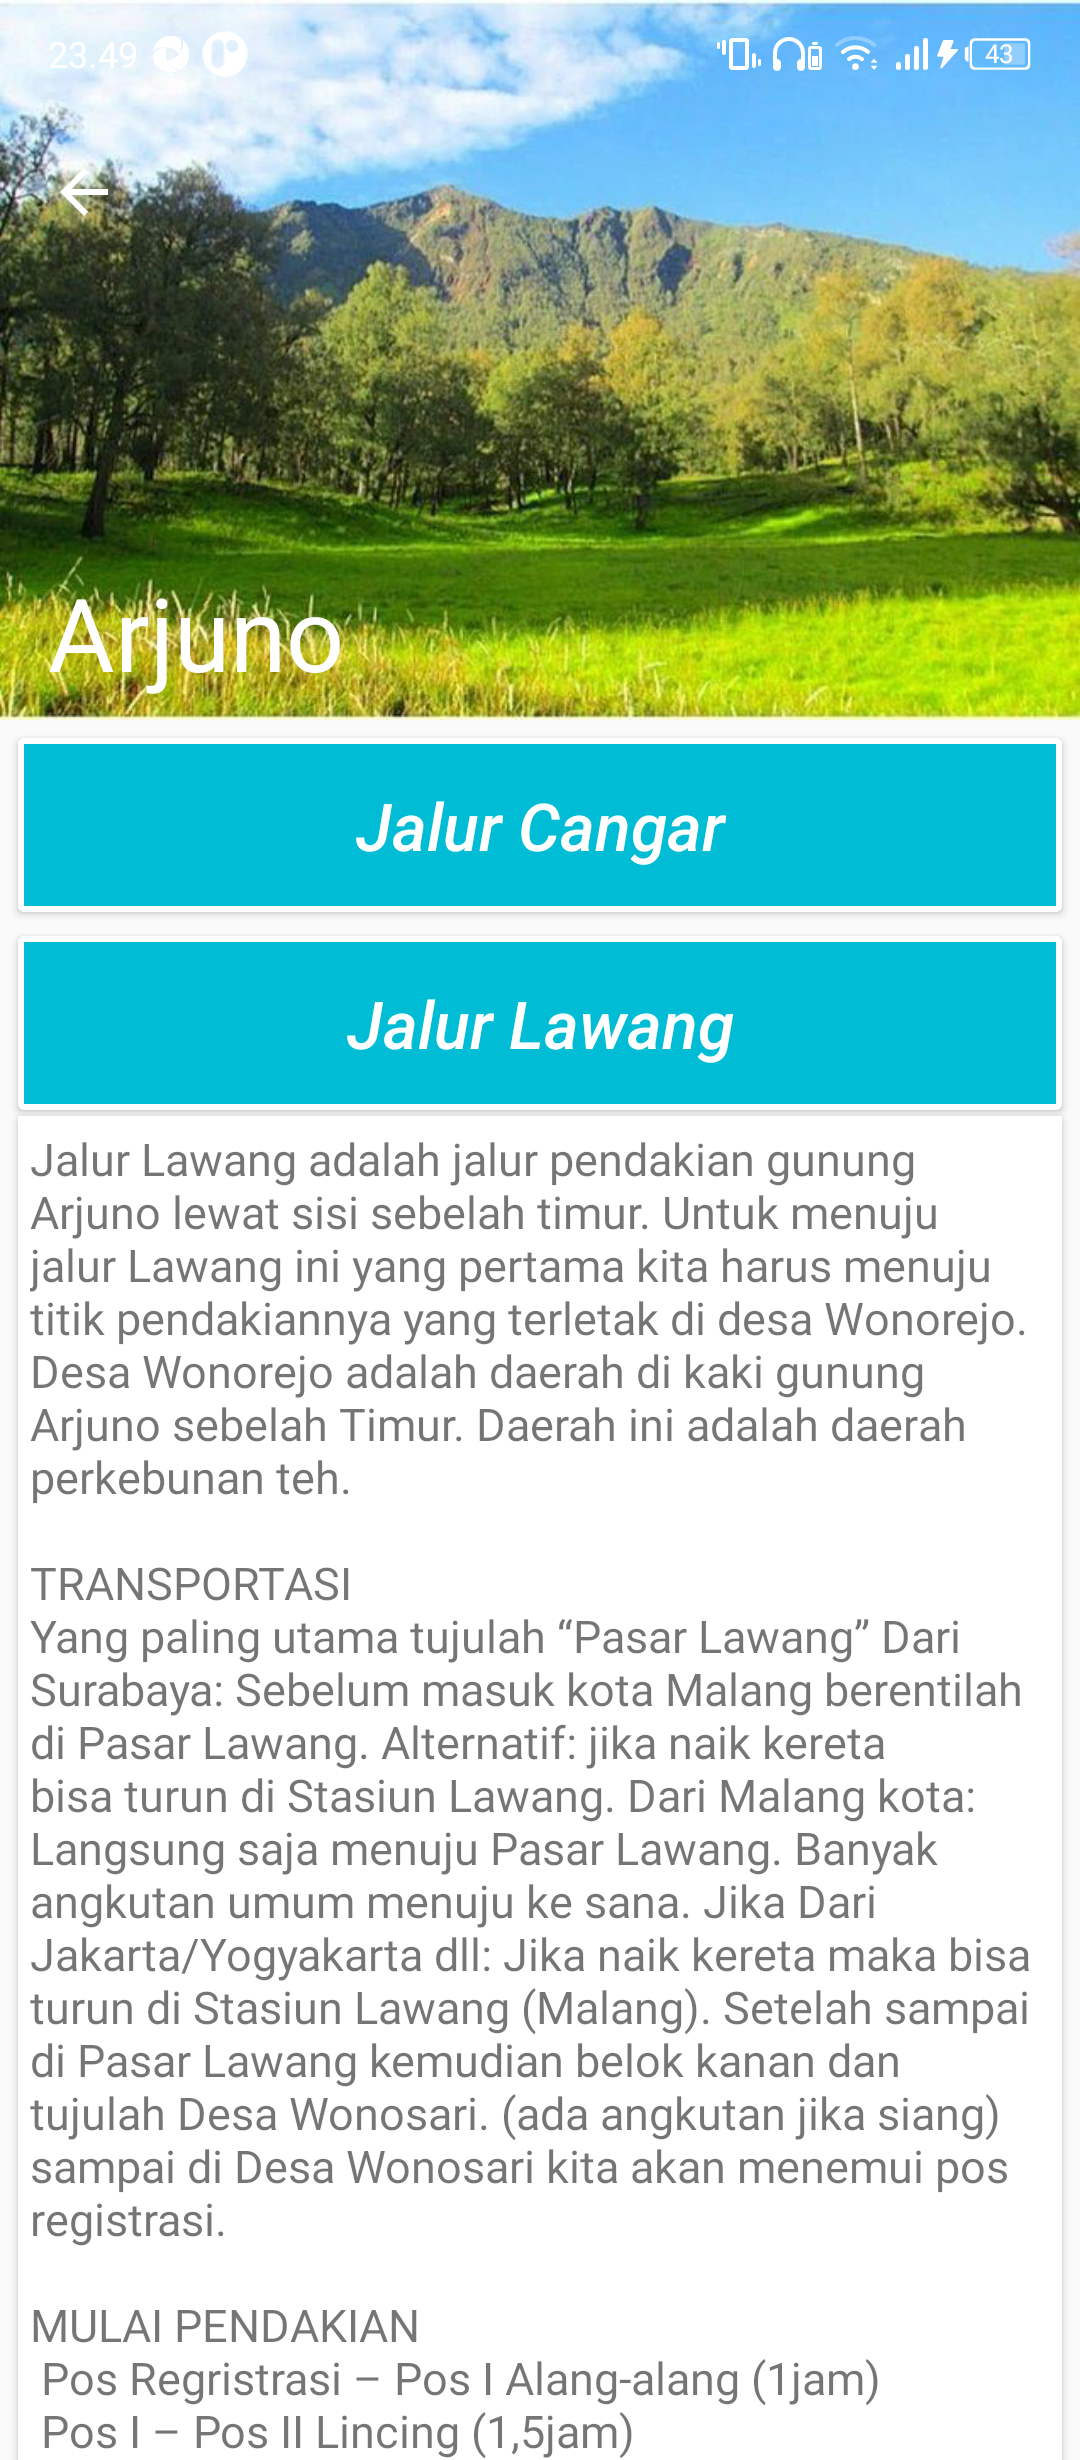 23.49
43
Arjuno
Jalur Cangar
Jalur Lawang
Jalur Lawang adalah jalur pendakian gunung
Arjuno lewat sisi sebelah timur. Untuk menuju
jalur Lawang ini yang pertama kita harus menuju
titik pendakiannya yang terletak di desa Wonorejo.
Desa Wonorejo adalah daerah di kaki gunung
Arjuno sebelah Timur. Daerah ini adalah daerah
perkebunan teh.
TRANSPORTASI
Yang paling utama tujulah “Pasar Lawang” Dari
Surabaya: Sebelum masuk kota Malang berentilah
di Pasar Lawang. Alternatif: jika naik kereta
bisa turun di Stasiun Lawang. Dari Malang kota:
Langsung saja menuju Pasar Lawang. Banyak
angkutan umum menuju ke sana. Jika Dari
Jakarta/Yogyakarta dll: Jika naik kereta maka bisa
turun di Stasiun Lawang (Malang). Setelah sampai
di Pasar Lawang kemudian belok kanan dan
tujulah Desa Wonosari. (ada angkutan jika siang)
sampai di Desa Wonosari kita akan menemui pos
registrasi.
MULAI PENDAKIAN
Pos Regristrasi – Pos I Alang-alang (1jam)
Pos I – Pos II Lincing (1,5jam)